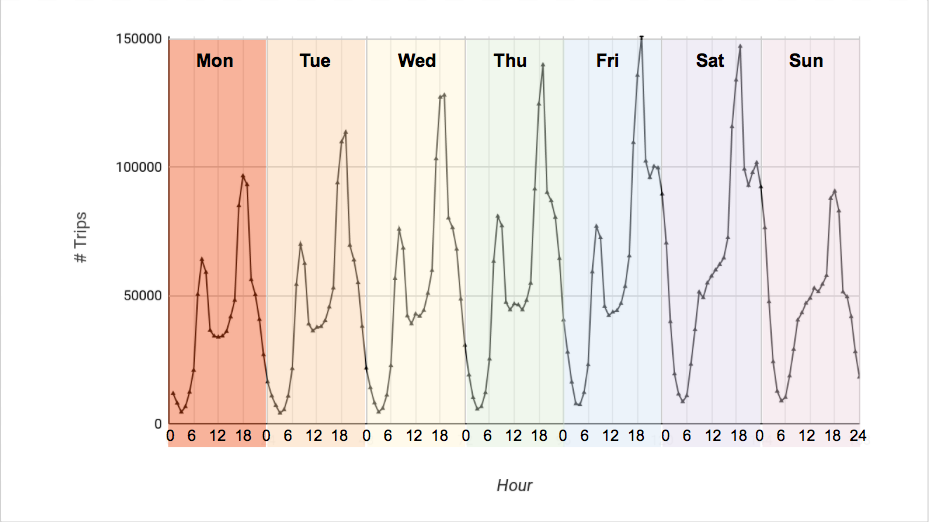 150000
Mon Tue Wed Thu Fri Sat Sun
100000
# Trips
50000
0
0 6 12 18 0 6 12 18 0 6 12 18 0 6 12 18 0 6 12 18 0 6 12 18 0 6 12 18 24
Hour